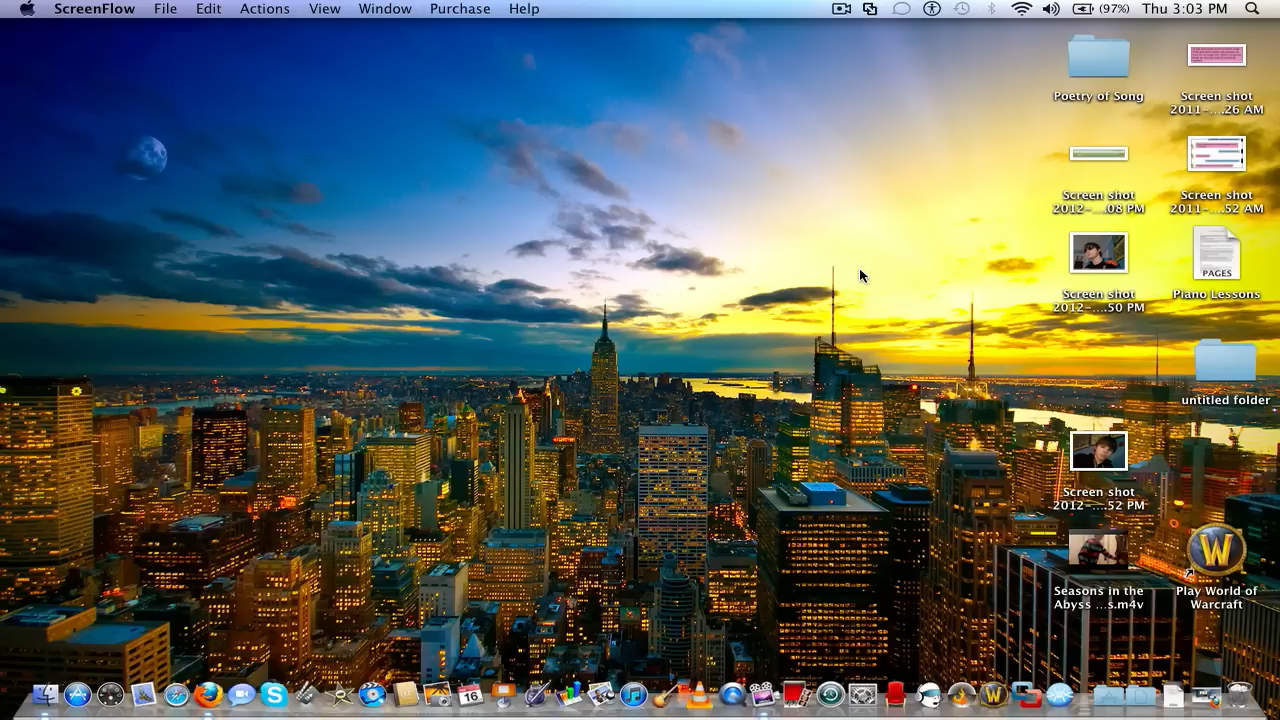 ScreenFlow File Edit Actions View Window Purchase Help (97%) Thu 3:03 PM
Poetry of Song
Screen shot
2011-....26 AM
Screen shot
2012-....08 PM
Screen shot
2011-....52 AM
Screen shot
2012-....50 PM
PAGES
Piano Lessons
untitled folder
Screen shot
2012-....52 PM
Seasons in the
Abyss ...s.m4v
W
Play World of
Warcraft
16